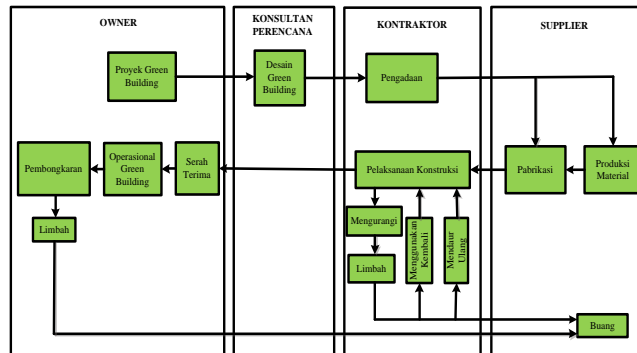 OWNER
KONSULTAN
PERENCANA
KONTRAKTOR
SUPPLIER
Proyek Green
Building
Desain
Green
Building
Pengadaan
Pembongkaran
Operasional
Green
Building
Serah
Terima
Pelaksanaan Konstruksi
Pabrikasi
Produksi
Material
Limbah
Mengurangi
Limbah
Menggunakan
Kembali
Mendaur
Ulang
Buang